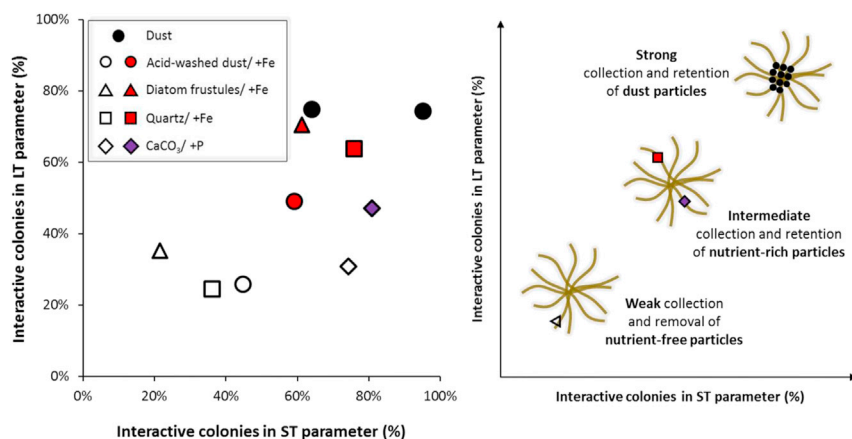 Interactive colonies in LT parameter (%)
100%
80%
60%
40%
20%
0%
Dust
Acid-washed dust/ +Fe
Diatom frustules/ +Fe
Quartz/ +Fe
CaCO₃/ +P
0%
20%
40%
60%
80%
100%
Interactive colonies in ST parameter (%)
Interactive colonies in LT parameter (%)
Strong
collection and retention
of dust particles
Intermediate
collection and retention
of nutrient-rich particles
Weak collection
and removal of
nutrient-free particles
Interactive colonies in ST parameter (%)